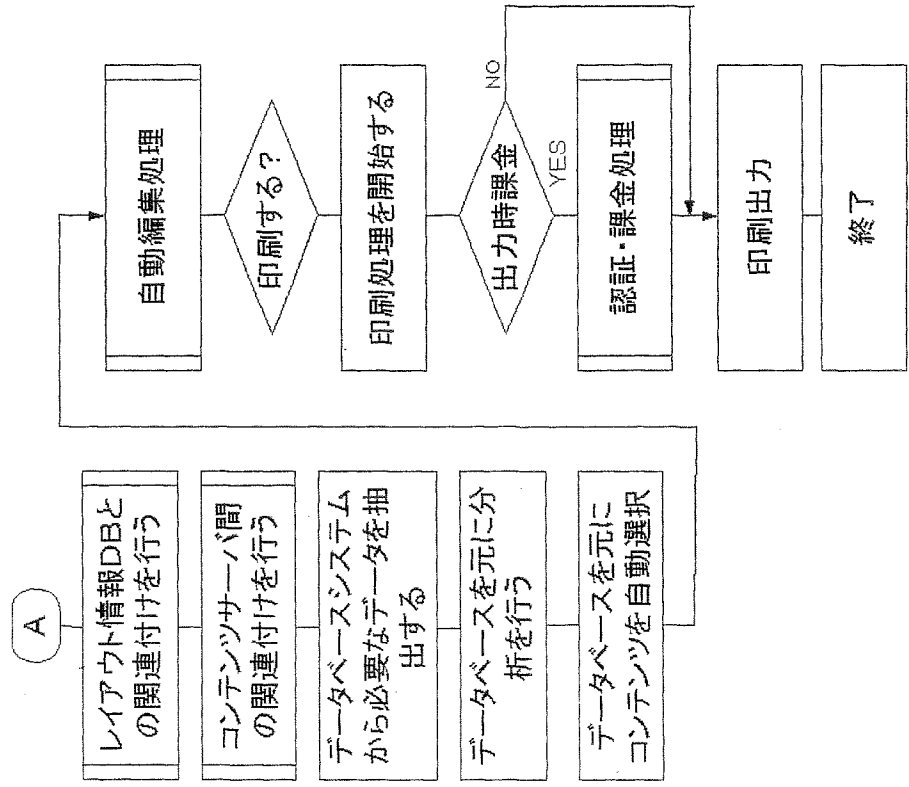 A
レイアウト情報DBと
の関連付けを行う
コンテンツサーバ間
の関連付けを行う
データベースシステム
から必要なデータを抽
出する
データベースを元に分
析を行う
データベースを元に
コンテンツを自動選択
自動編集処理
印刷する？
印刷処理を開始する
出力時課金
NO
YES
認証・課金処理
印刷出力
終了